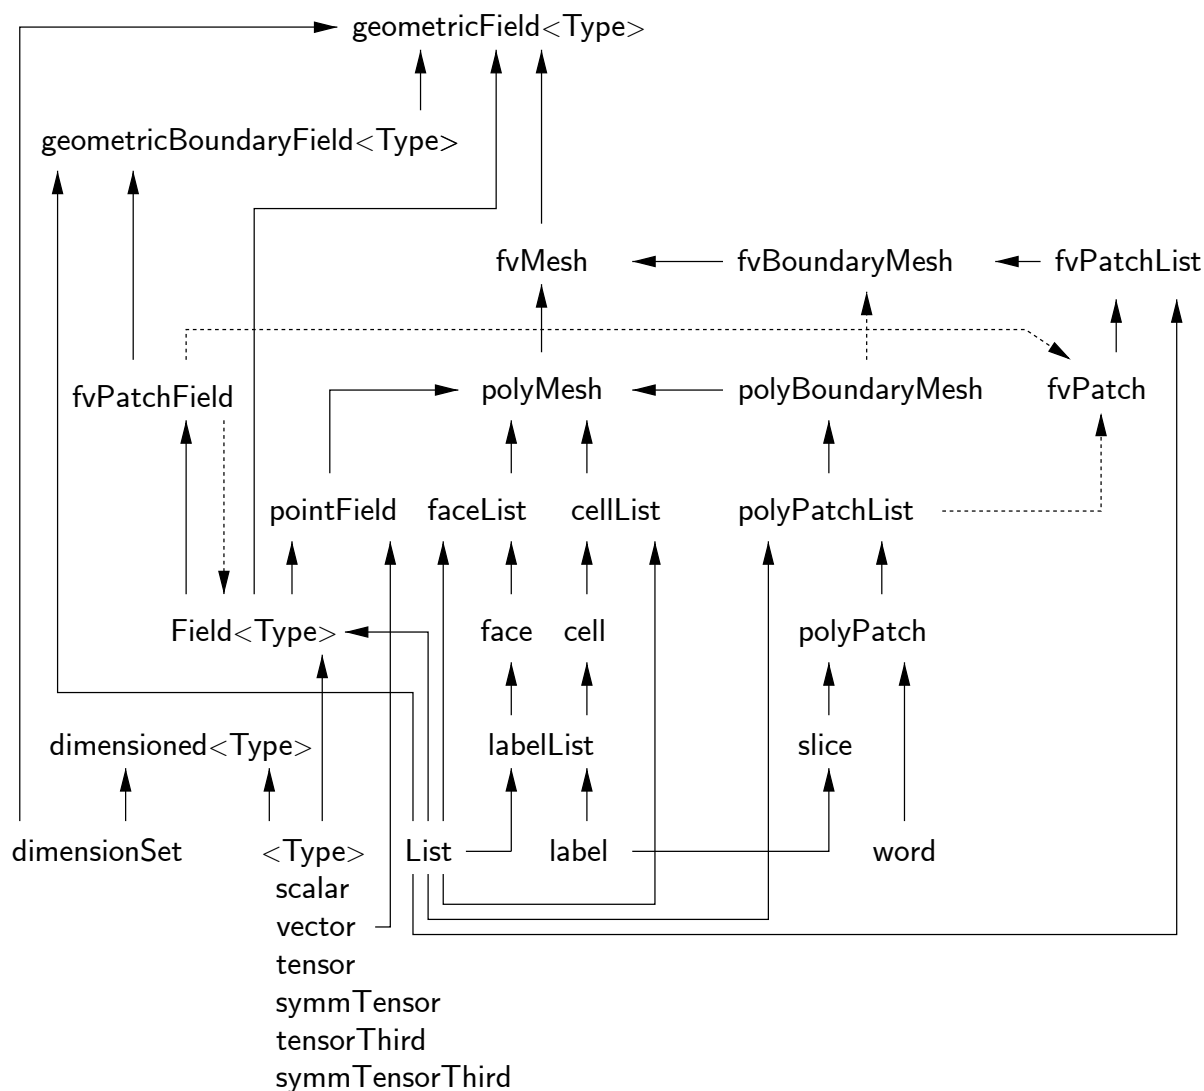 geometricField<Type>
geometricBoundaryField<Type>
fvMesh fvBoundaryMesh fvPatchList
polyMesh polyBoundaryMesh fvPatch
fvPatchField
pointField faceList cellList polyPatchList
Field<Type> face cell polyPatch
dimensioned<Type> labelList slice
dimensionSet <Type> List label word
scalar
vector
tensor
symmTensor
tensorThird
symmTensorThird